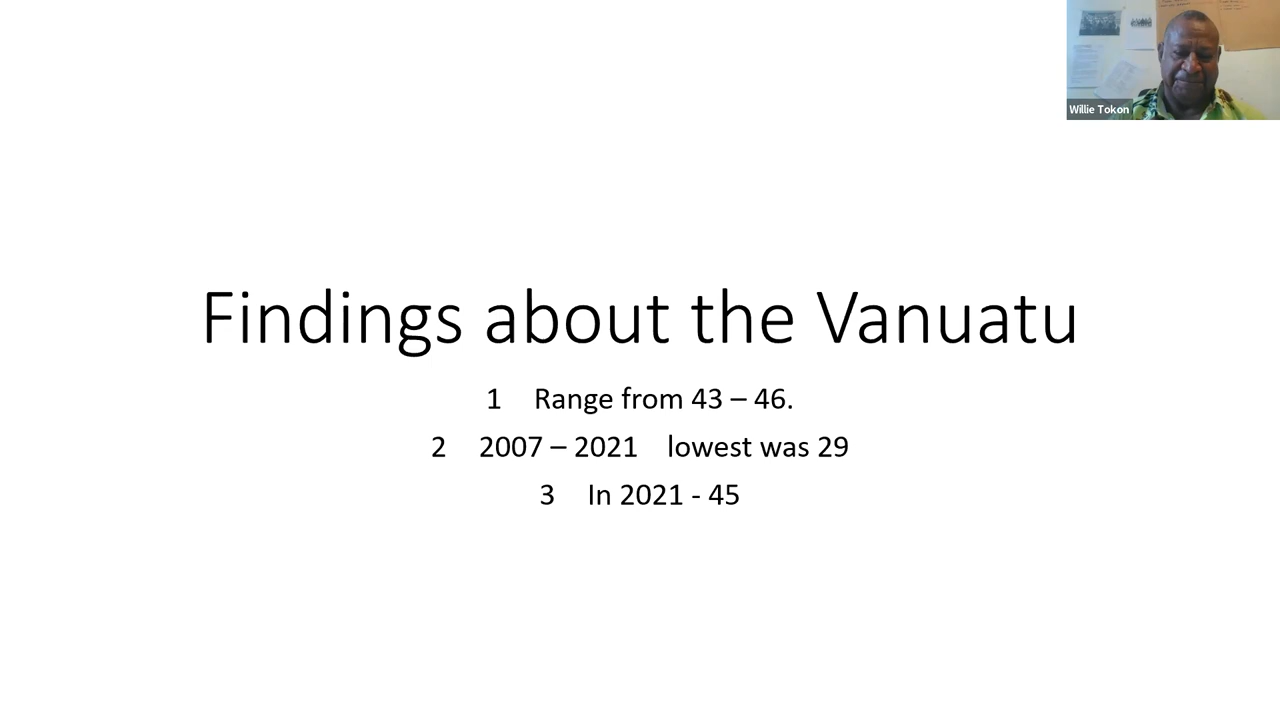 Willie Tokon
Findings about the Vanuatu
1 Range from 43 – 46.
2 2007 – 2021 lowest was 29
3 In 2021 - 45